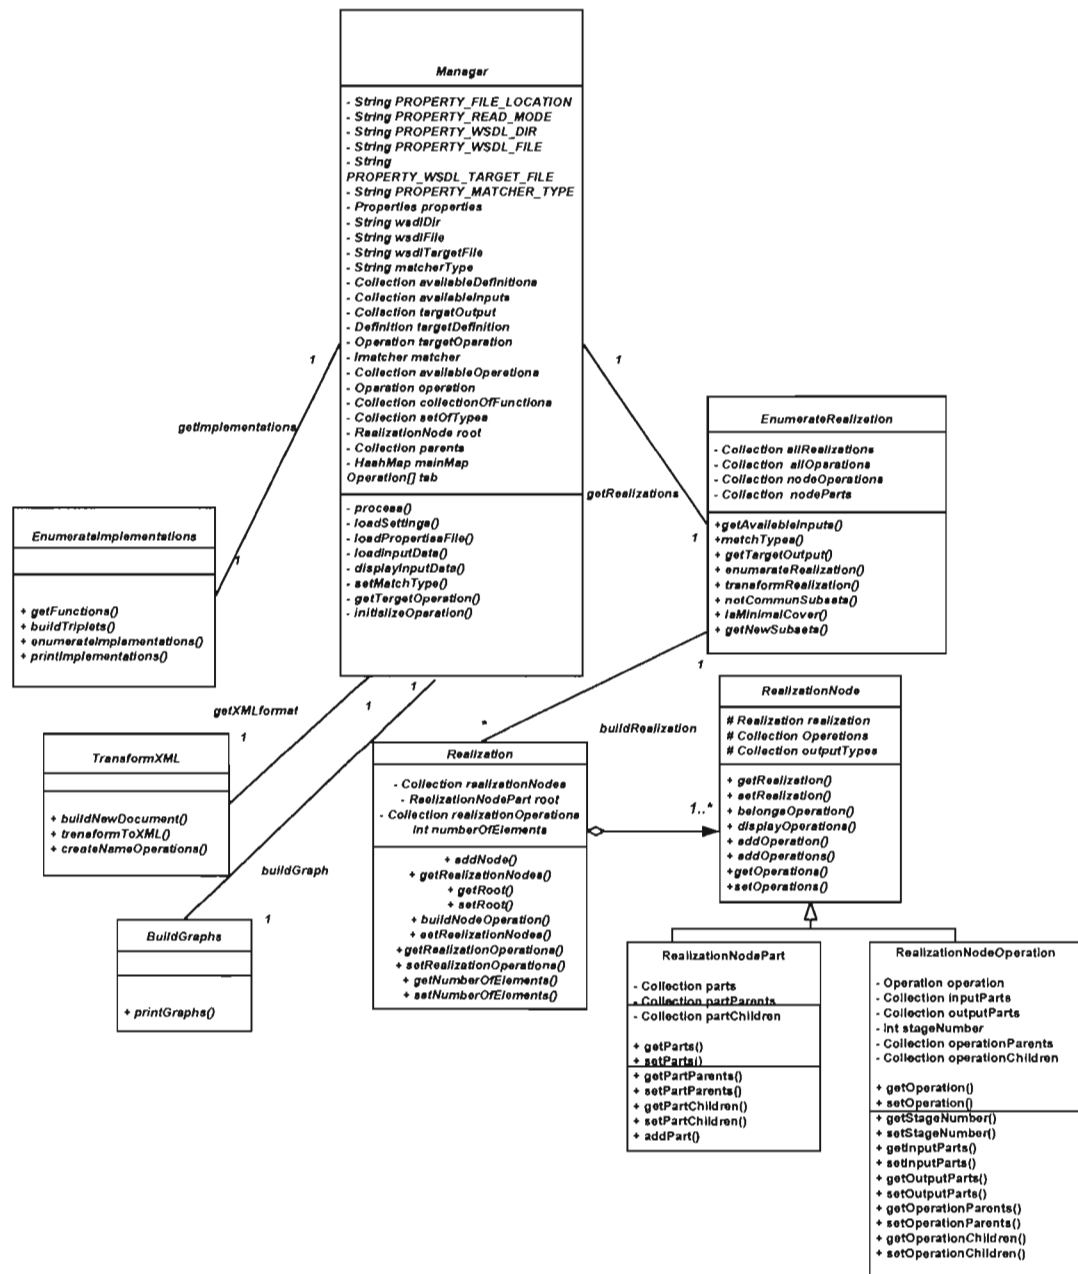 Manager
- String PROPERTY_FILE_LOCATION
- String PROPERTY_READ_MODE
- String PROPERTY_WSDL_DIR
- String PROPERTY_WSDL_FILE
- String
PROPERTY_WSDL_TARGET_FILE
- String PROPERTY_MATCHER_TYPE
- Properties properties
- String wsdlDir
- String wsdlFile
- String wsdlTargetFile
- String matcherType
- Collection availableDefinitions
- Collection availableInputs
- Collection targetOutput
- Definition targetDefinition
- Operation targetOparation
- Imatcher matcher
- Collection availableOperetions
- Oparation operation
- Collection collectionOfFunctions
- Collection setOfTypes
- RealizationNode root
- Collection parents
- HashMap mainMap
Operation[] tab
- process()
- loadSettings()
- loadPropertiesFile()
- loadInputData()
- displayInputData()
- setMatchType()
- getTargetOperation()
- initislizeOparation()
1
getImplementations
1
EnumerateImplementations
+ getFunctions()
+ buildTriplets()
+ enumerateImplementations()
+ printImplementations()
1
getRealizations
1
EnumerateRealization
- Collection allRealizations
- Collection allOparations
- Collection nodeOperations
- Collection nodeParts
+getAvailableInputs()
+matchTypes()
+ getTargetOutput()
+ enumerateRealization()
+ transformRealization()
+ notCommunSubsets()
+ isMinimalCover()
+ getNewSubsets()
1
*
buildRealization
getXMLformat
1
1
TransformXML
+ buildNewDocument()
+ transformToXML()
+ createNameOperations()
1
buildGraph
1
BuildGraphs
+ printGraphs()
Realization
- Collection realizationNodes
- RealizationNodePart root
- Collection realizationOperations
Int numberOfElements
+ addNode()
+ getRealizationNodes()
+ getRoot()
+ setRoot()
+ buildNodeOperation()
+ setRealizationNodes()
+getRealizationOperations()
+ setRealizationOperations()
+ getNumberOfElements()
+ setNumberOfElements()
1..*
RealizationNode
# Realization realization
# Collection Operetions
# Collection outputTypes
+ getRealization()
+ setRealization()
+ belongsOperation()
+ displayOperations()
+ addOperation()
+ addOperations()
+getOperations()
+setOperations()
RealizationNodePart
- Collection parts
- Collection partParents
- Collection partChildren
+ getParts()
+ setParts()
+ getPartParents()
+ setPartParents()
+ getPartChildren()
+ setPartChildren()
+ addPart()
RealizationNodeOperation
- Operation operation
- Collection inputParts
- Collection outputParts
- Int stageNumber
- Collection operationParents
- Collection operationChildren
+ getOperation()
+ setOperation()
+ getStageNumber()
+ setStageNumber()
+ getInputParts()
+ setInputParts()
+ getOutputParts()
+ setOutputParts()
+ getOperationParents()
+ setOperationParents()
+ getOperationChildren()
+ setOperationChildren()